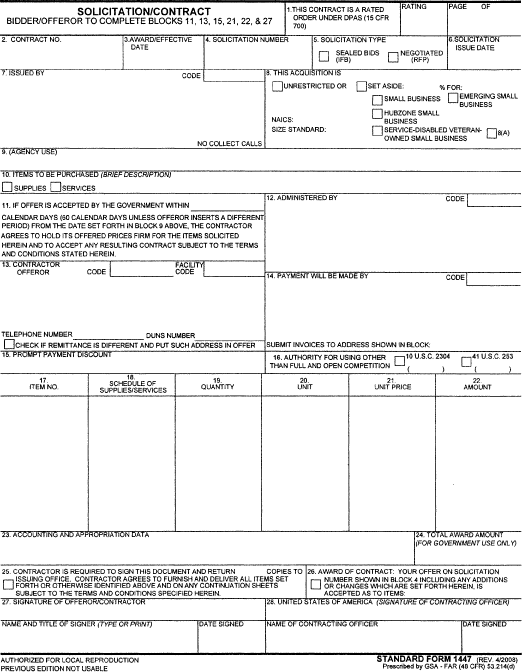 SOLICITATION/CONTRACT
BIDDER/OFFEROR TO COMPLETE BLOCKS 11, 13, 15, 21, 22, & 27
1.THIS CONTRACT IS A RATED
ORDER UNDER DPAS (15 CFR
700)
RATING
PAGE OF
2. CONTRACT NO.
3.AWARD/EFFECTIVE
DATE
4. SOLICITATION NUMBER
5. SOLICITATION TYPE
SEALED BIDS
(IFB)
NEGOTIATED
(RFP)
6.SOLICITATION
ISSUE DATE
7. ISSUED BY
CODE
NO COLLECT CALLS
8. THIS ACQUISITION IS
UNRESTRICTED OR
SET ASIDE:
% FOR:
SMALL BUSINESS
EMERGING SMALL
BUSINESS
HUBZONE SMALL
BUSINESS
NAICS:
SIZE STANDARD:
SERVICE-DISABLED VETERAN-
OWNED SMALL BUSINESS
8(A)
9. (AGENCY USE)
10. ITEMS TO BE PURCHASED (BRIEF DESCRIPTION)
SUPPLIES
SERVICES
11. IF OFFER IS ACCEPTED BY THE GOVERNMENT WITHIN
CALENDAR DAYS (60 CALENDAR DAYS UNLESS OFFEROR INSERTS A DIFFERENT
PERIOD) FROM THE DATE SET FORTH IN BLOCK 9 ABOVE, THE CONTRACTOR
AGREES TO HOLD ITS OFFERED PRICES FIRM FOR THE ITEMS SOLICITED
HEREIN AND TO ACCEPT ANY RESULTING CONTRACT SUBJECT TO THE TERMS
AND CONDITIONS STATED HEREIN.
12. ADMINISTERED BY
CODE
13. CONTRACTOR
OFFEROR
CODE
FACILITY
CODE
14. PAYMENT WILL BE MADE BY
CODE
TELEPHONE NUMBER
DUNS NUMBER
CHECK IF REMITTANCE IS DIFFERENT AND PUT SUCH ADDRESS IN OFFER
SUBMIT INVOICES TO ADDRESS SHOWN IN BLOCK:
15. PROMPT PAYMENT DISCOUNT
16. AUTHORITY FOR USING OTHER
THAN FULL AND OPEN COMPETITION
10 U.S.C. 2304
( )
41 U.S.C. 253
( )
17.
ITEM NO.
18.
SCHEDULE OF
SUPPLIES/SERVICES
19.
QUANTITY
20.
UNIT
21.
UNIT PRICE
22.
AMOUNT
23. ACCOUNTING AND APPROPRIATION DATA
24. TOTAL AWARD AMOUNT
(FOR GOVERNMENT USE ONLY)
25. CONTRACTOR IS REQUIRED TO SIGN THIS DOCUMENT AND RETURN COPIES TO
ISSUING OFFICE. CONTRACTOR AGREES TO FURNISH AND DELIVER ALL ITEMS SET
FORTH OR OTHERWISE IDENTIFIED ABOVE AND ON ANY CONTINUATION SHEETS
SUBJECT TO THE TERMS AND CONDITIONS SPECIFIED HEREIN.
26. AWARD OF CONTRACT: YOUR OFFER ON SOLICITATION
NUMBER SHOWN IN BLOCK 4 INCLUDING ANY ADDITIONS
OR CHANGES WHICH ARE SET FORTH HEREIN, IS
ACCEPTED AS TO ITEMS:
27. SIGNATURE OF OFFEROR/CONTRACTOR
28. UNITED STATES OF AMERICA (SIGNATURE OF CONTRACTING OFFICER)
NAME AND TITLE OF SIGNER (TYPE OR PRINT)
DATE SIGNED
NAME OF CONTRACTING OFFICER
DATE SIGNED
AUTHORIZED FOR LOCAL REPRODUCTION
PREVIOUS EDITION NOT USABLE
STANDARD FORM 1447 (REV. 4/2008)
Prescribed by GSA - FAR (48 CFR) 53.214(d)